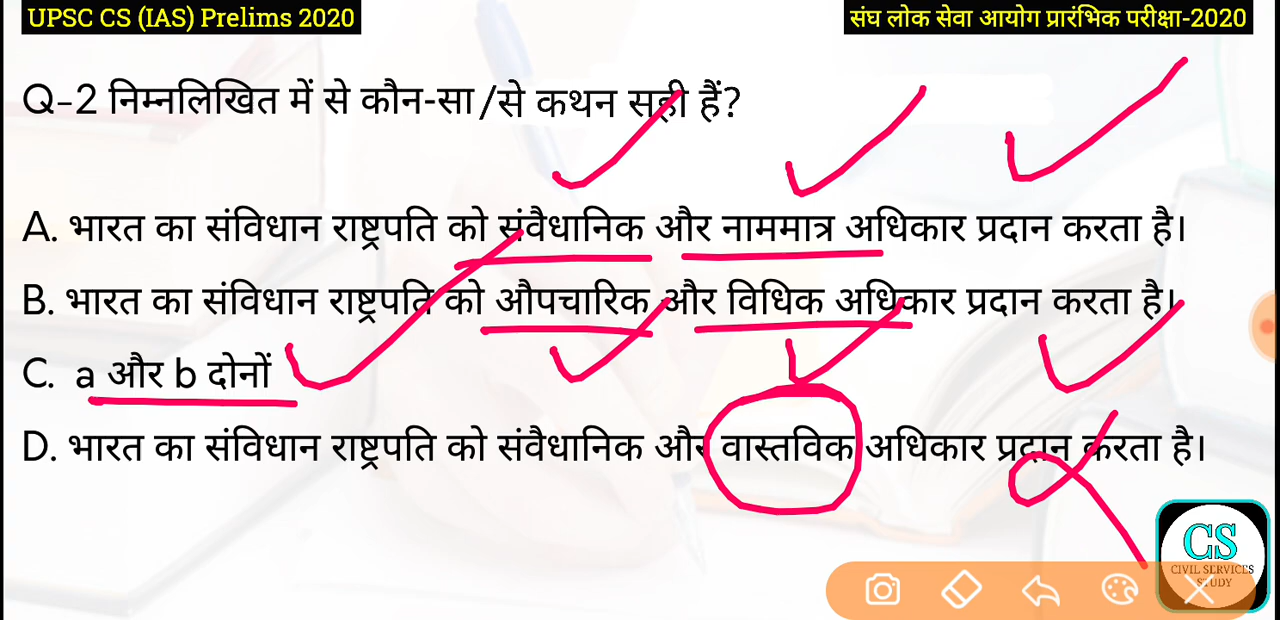 UPSC CS (IAS) Prelims 2020
संघ लोक सेवा आयोग प्रारंभिक परीक्षा-2020
Q-2 निम्नलिखित में से कौन-सा/से कथन सही हैं?
A. भारत का संविधान राष्ट्रपति को संवैधानिक और नाममात्र अधिकार प्रदान करता है।
B. भारत का संविधान राष्ट्रपति को औपचारिक और विधिक अधिकार प्रदान करता है।
C. a और b दोनों
D. भारत का संविधान राष्ट्रपति को संवैधानिक और वास्तविक अधिकार प्रदान करता है।
CS
CIVIL SERVICES
STUDY